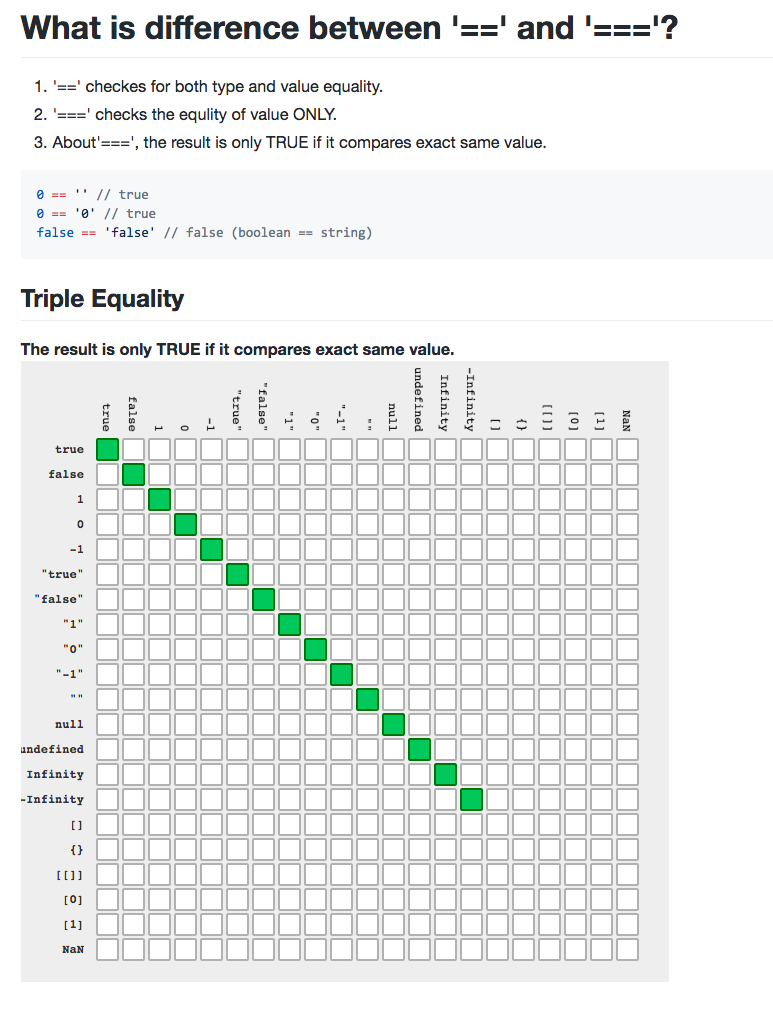 What is difference between '==' and '==='?
1. '==' checkes for both type and value equality.
2. '===' checks the equlity of value ONLY.
3. About'===', the result is only TRUE if it compares exact same value.
0 == '' // true
0 == '0' // true
false == 'false' // false (boolean == string)
Triple Equality
The result is only TRUE if it compares exact same value.
true false 1 0 -1 "true" "false" "1" "0" "-1" "" null undefined Infinity -Infinity [] {} [[]] [0] [1] NaN
true
false
1
0
-1
"true"
"false"
"1"
"0"
"-1"
""
null
undefined
Infinity
-Infinity
[]
{}
[[]]
[0]
[1]
NaN